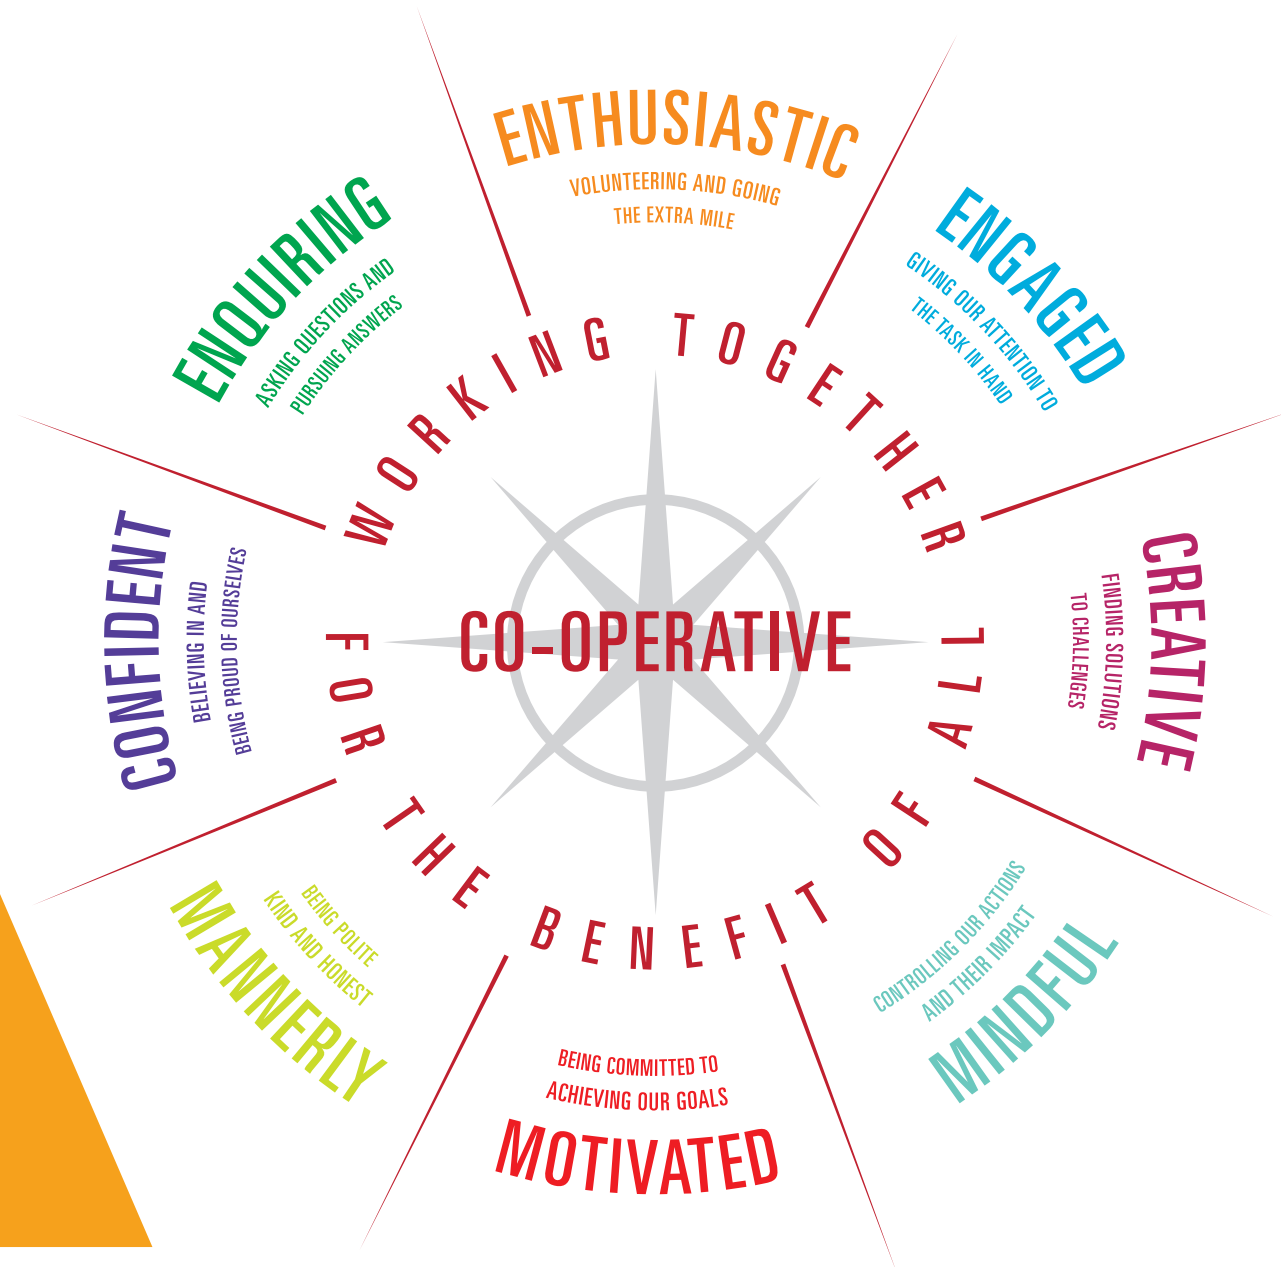 ENTHUSIASTIC
VOLUNTEERING AND GOING
THE EXTRA MILE
ENGAGED
GIVING OUR ATTENTION TO
THE TASK IN HAND
CREATIVE
FINDING SOLUTIONS
TO CHALLENGES
CONTROLLING OUR ACTIONS
AND THEIR IMPACT
MINDFUL
BEING COMMITTED TO
ACHIEVING OUR GOALS
MOTIVATED
BEING POLITE
KIND AND HONEST
MANNERLY
CONFIDENT
BELIEVING IN AND
BEING PROUD OF OURSELVES
ENQUIRING
ASKING QUESTIONS AND
PURSUING ANSWERS
WORKING TOGETHER
FOR THE BENEFIT OF ALL
CO-OPERATIVE